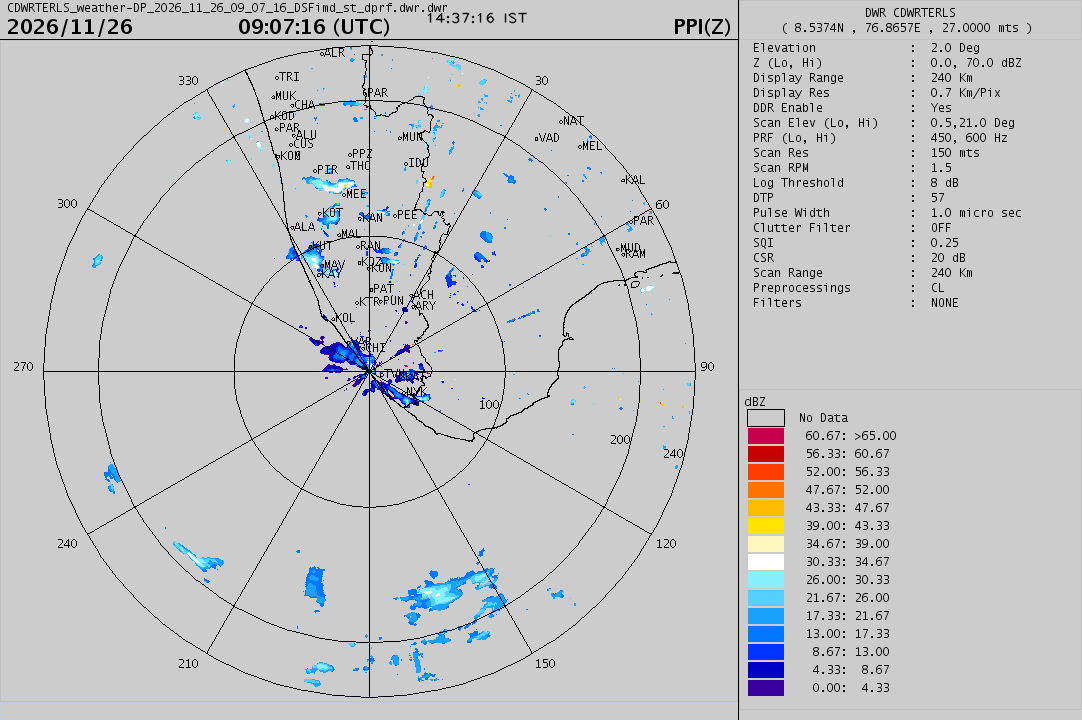 CDWRTERLS_weather-DP_2026_11_26_09_07_16_DSFimd_st_dprf.dwr.dwr
14:37:16 IST
2026/11/26 09:07:16 (UTC) PPI(Z)
ALR
TRI
330
30
MUK
PAR
CHA
KOD
NAT
PAR
ALU
MUN
VAD
CUS
MEL
KOM
PPZ
THO
IDU
PIR
KAL
MEE
300
60
KOT
KAN
PEE
PAR
ALA
MAL
KUT
RAN
MUD
RAM
MAV
KOZ
KON
KAY
PAT
ACH
KTR
PUN
ARY
KOL
VAR
CHI
270
90
TVM
NYK
100
200
240
240
120
210
150
DWR CDWRTERLS
( 8.5374N , 76.8657E , 27.0000 mts )
Elevation : 2.0 Deg
Z (Lo, Hi) : 0.0, 70.0 dBZ
Display Range : 240 Km
Display Res : 0.7 Km/Pix
DDR Enable : Yes
Scan Elev (Lo, Hi) : 0.5,21.0 Deg
PRF (Lo, Hi) : 450, 600 Hz
Scan Res : 150 mts
Scan RPM : 1.5
Log Threshold : 8 dB
DTP : 57
Pulse Width : 1.0 micro sec
Clutter Filter : OFF
SQI : 0.25
CSR : 20 dB
Scan Range : 240 Km
Preprocessings : CL
Filters : NONE
dBZ
No Data
60.67: >65.00
56.33: 60.67
52.00: 56.33
47.67: 52.00
43.33: 47.67
39.00: 43.33
34.67: 39.00
30.33: 34.67
26.00: 30.33
21.67: 26.00
17.33: 21.67
13.00: 17.33
8.67: 13.00
4.33: 8.67
0.00: 4.33